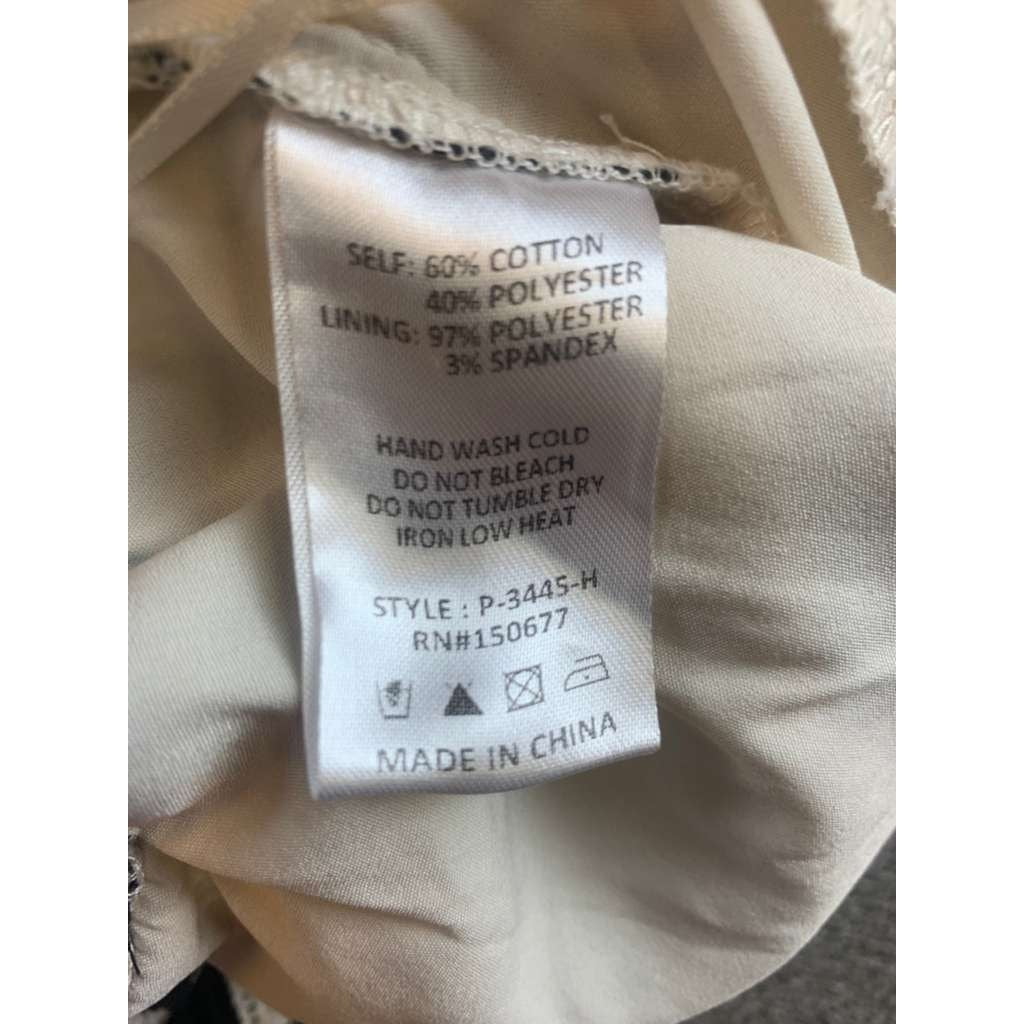 SELF: 60% COTTON
40% POLYESTER
LINING: 97% POLYESTER
3% SPANDEX
HAND WASH COLD
DO NOT BLEACH
DO NOT TUMBLE DRY
IRON LOW HEAT
STYLE : P-3445-H
RN#150677
MADE IN CHINA